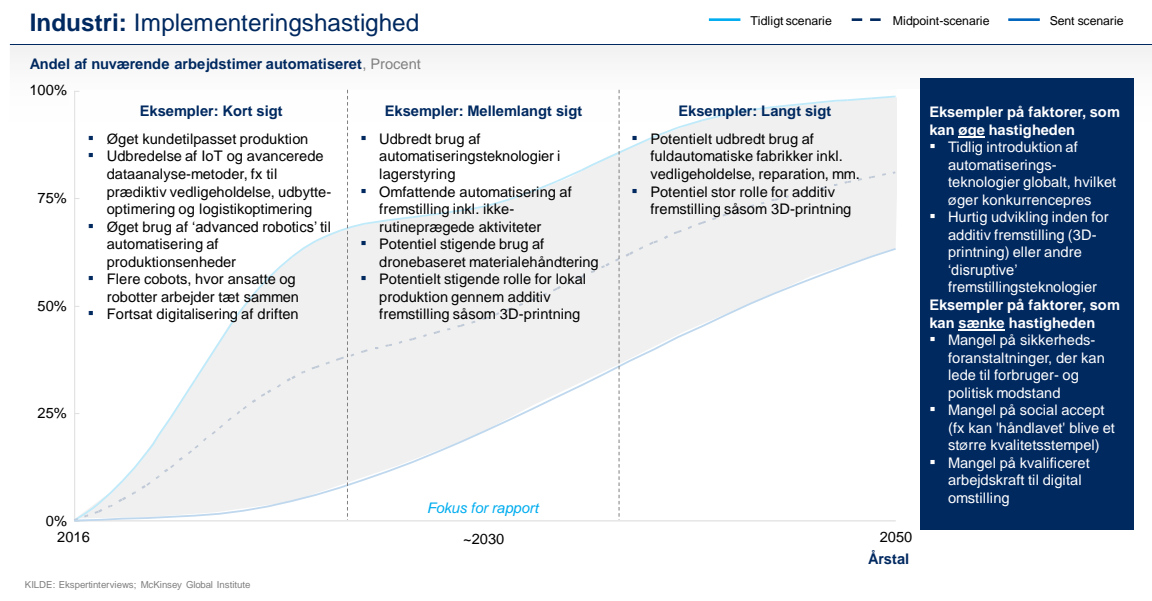 Industri: Implementeringshastighed
Tidligt scenarie
Midpoint-scenarie
Sent scenarie
Andel af nuværende arbejdstimer automatiseret, Procent
100%
75%
50%
25%
0%
Eksempler: Kort sigt
▪ Øget kundetilpasset produktion
▪ Udbredelse af IoT og avancerede
dataanalyse-metoder, fx til
prædiktiv vedligeholdelse, udbytte-
optimering og logistikoptimering
▪ Øget brug af ‘advanced robotics’ til
automatisering af
produktionsenheder
▪ Flere cobots, hvor ansatte og
robotter arbejder tæt sammen
▪ Fortsat digitalisering af driften
Eksempler: Mellemlangt sigt
▪ Udbredt brug af
automatiseringsteknologier i
lagerstyring
▪ Omfattende automatisering af
fremstilling inkl. ikke-
rutineprægede aktiviteter
▪ Potentiel stigende brug af
dronebaseret materialehåndtering
▪ Potentielt stigende rolle for lokal
produktion gennem additiv
fremstilling såsom 3D-printning
Eksempler: Langt sigt
▪ Potentielt udbredt brug af
fuldautomatiske fabrikker inkl.
vedligeholdelse, reparation, mm.
▪ Potentiel stor rolle for additiv
fremstilling såsom 3D-printning
Fokus for rapport
2016
~2030
2050
Årstal
Eksempler på faktorer, som
kan øge hastigheden
▪ Tidlig introduktion af
automatiserings-
teknologier globalt, hvilket
øger konkurrencepres
▪ Hurtig udvikling inden for
additiv fremstilling (3D-
printning) eller andre
‘disruptive’
fremstillingsteknologier
Eksempler på faktorer, som
kan sænke hastigheden
▪ Mangel på sikkerheds-
foranstaltninger, der kan
lede til forbruger- og
politisk modstand
▪ Mangel på social accept
(fx kan 'håndlavet' blive et
større kvalitetsstempel)
▪ Mangel på kvalificeret
arbejdskraft til digital
omstilling
KILDE: Ekspertinterviews; McKinsey Global Institute